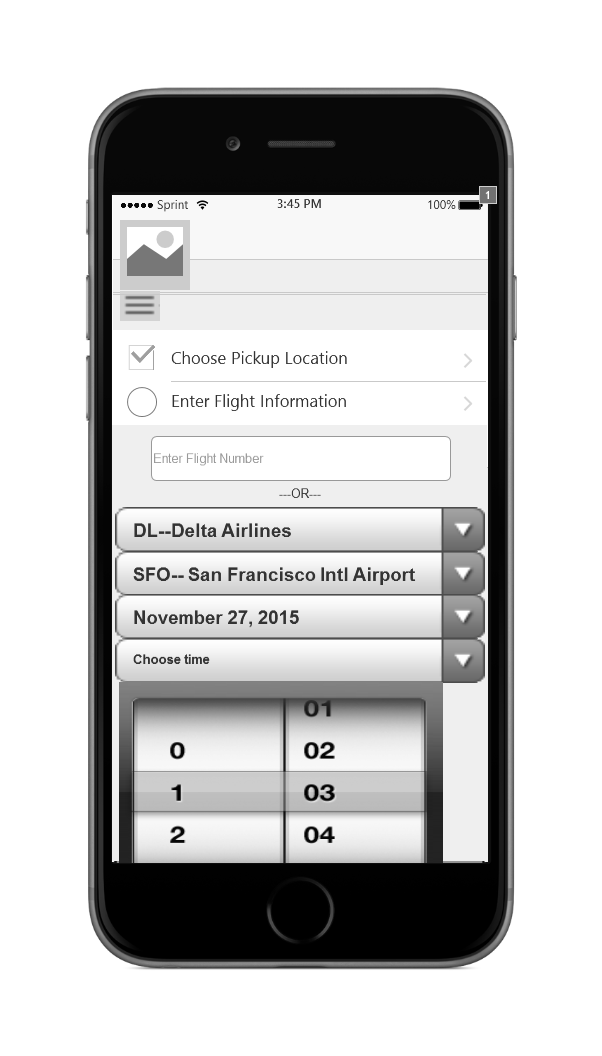 Sprint 3:45 PM 100% 1
Choose Pickup Location
Enter Flight Information
Enter Flight Number
---OR---
DL--Delta Airlines
SFO-- San Francisco Intl Airport
November 27, 2015
Choose time
01
0 02
1 03
2 04